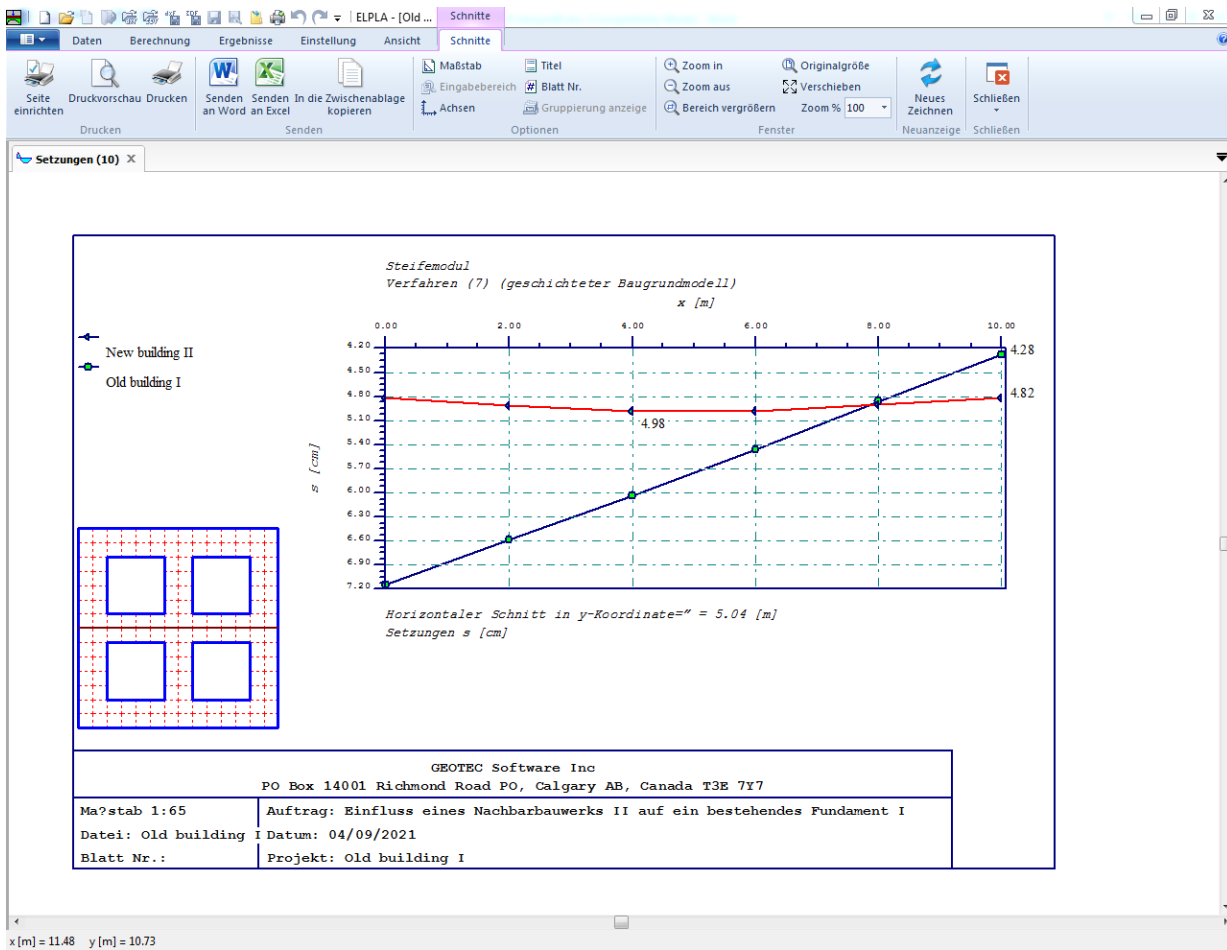 ELPLA - [Old ...
Schnitte
Daten Berechnung Ergebnisse Einstellung Ansicht Schnitte
Seite einrichten
Druckvorschau
Drucken
Drucken
Senden an Word
Senden an Excel
In die Zwischenablage kopieren
Senden
Maßstab
Eingabebereich
Achsen
Titel
# Blatt Nr.
Gruppierung anzeige
Optionen
Zoom in
Zoom aus
Bereich vergrößern
Originalgröße
Verschieben
Zoom % 100
Fenster
Neues Zeichnen
Neuanzeige
Schließen
Schließen
Setzungen (10) X
Steifemodul
Verfahren (7) (geschichteter Baugrundmodell)
x [m]
0.00 2.00 4.00 6.00 8.00 10.00
New building II
Old building I
4.20
4.50
4.80
5.10
5.40
5.70
6.00
6.30
6.60
6.90
7.20
s [cm]
4.28
4.82
4.98
Horizontaler Schnitt in y-Koordinate=" = 5.04 [m]
Setzungen s [cm]
GEOTEC Software Inc
PO Box 14001 Richmond Road PO, Calgary AB, Canada T3E 7Y7
Ma?stab 1:65
Auftrag: Einfluss eines Nachbarbauwerks II auf ein bestehendes Fundament I
Datei: Old building I
Datum: 04/09/2021
Blatt Nr.:
Projekt: Old building I
x [m] = 11.48 y [m] = 10.73